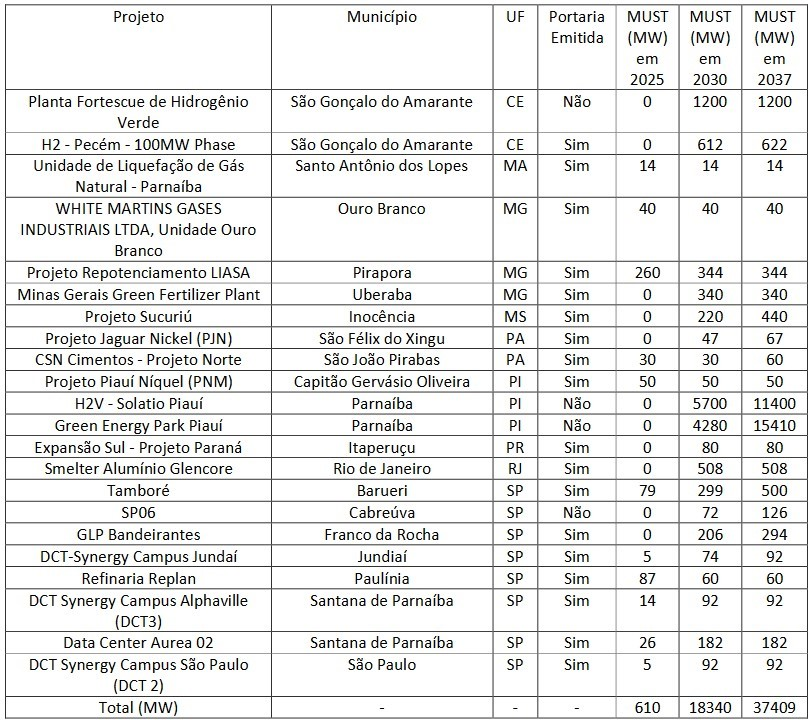 Projeto Município UF Portaria Emitida MUST (MW) em 2025 MUST (MW) em 2030 MUST (MW) em 2037
Planta Fortescue de Hidrogênio Verde São Gonçalo do Amarante CE Não 0 1200 1200
H2 - Pecém - 100MW Phase São Gonçalo do Amarante CE Sim 0 612 622
Unidade de Liquefação de Gás Natural - Parnaíba Santo Antônio dos Lopes MA Sim 14 14 14
WHITE MARTINS GASES INDUSTRIAIS LTDA, Unidade Ouro Branco Ouro Branco MG Sim 40 40 40
Projeto Repotenciamento LIASA Pirapora MG Sim 260 344 344
Minas Gerais Green Fertilizer Plant Uberaba MG Sim 0 340 340
Projeto Sucuriú Inocência MS Sim 0 220 440
Projeto Jaguar Nickel (PJN) São Félix do Xingu PA Sim 0 47 67
CSN Cimentos - Projeto Norte São João Pirabas PA Sim 30 30 60
Projeto Piauí Níquel (PNM) Capitão Gervásio Oliveira PI Sim 50 50 50
H2V - Solatio Piauí Parnaíba PI Não 0 5700 11400
Green Energy Park Piauí Parnaíba PI Não 0 4280 15410
Expansão Sul - Projeto Paraná Itaperuçu PR Sim 0 80 80
Smelter Alumínio Glencore Rio de Janeiro RJ Sim 0 508 508
Tamboré Barueri SP Sim 79 299 500
SP06 Cabreúva SP Não 0 72 126
GLP Bandeirantes Franco da Rocha SP Sim 0 206 294
DCT-Synergy Campus Jundaí Jundiaí SP Sim 5 74 92
Refinaria Replan Paulínia SP Sim 87 60 60
DCT Synergy Campus Alphaville (DCT3) Santana de Parnaíba SP Sim 14 92 92
Data Center Aurea 02 Santana de Parnaíba SP Sim 26 182 182
DCT Synergy Campus São Paulo (DCT 2) São Paulo SP Sim 5 92 92
Total (MW) - - - 610 18340 37409